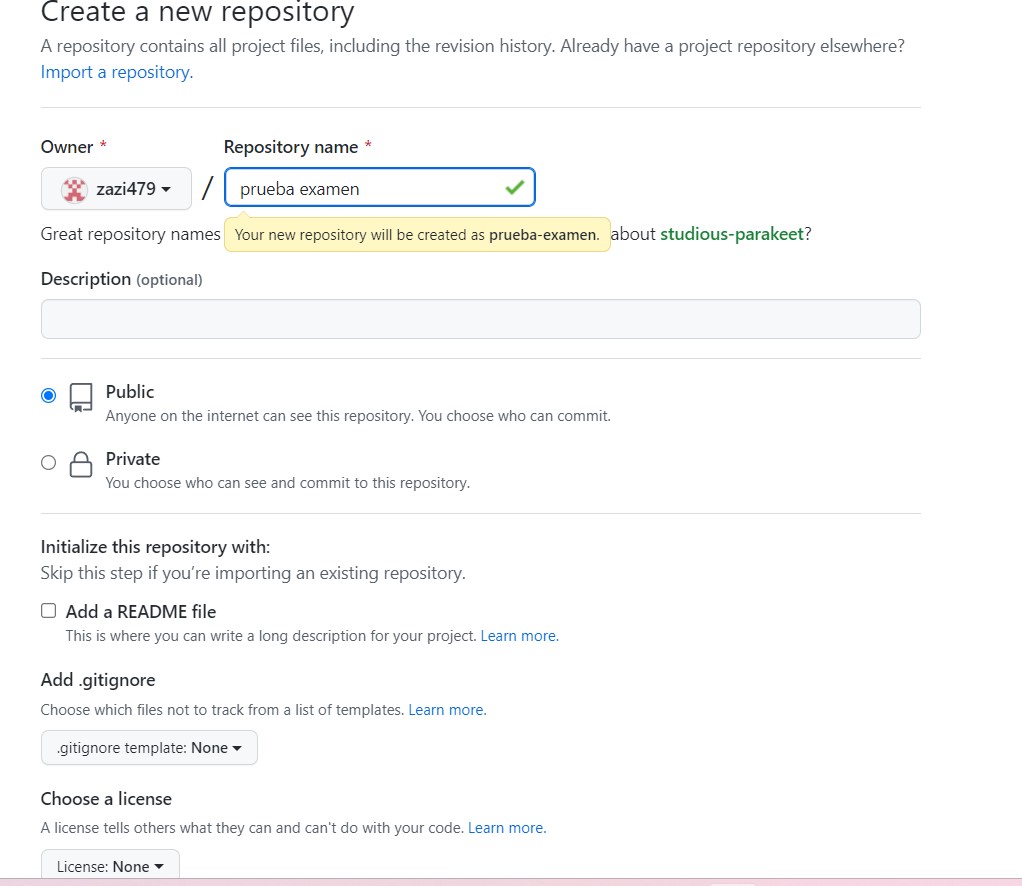 Create a new repository
A repository contains all project files, including the revision history. Already have a project repository elsewhere?
Import a repository.
Owner * Repository name *
zazi479 / prueba examen
Great repository names Your new repository will be created as prueba-examen. about studious-parakeet?
Description (optional)
Public
Anyone on the internet can see this repository. You choose who can commit.
Private
You choose who can see and commit to this repository.
Initialize this repository with:
Skip this step if you’re importing an existing repository.
Add a README file
This is where you can write a long description for your project. Learn more.
Add .gitignore
Choose which files not to track from a list of templates. Learn more.
.gitignore template: None
Choose a license
A license tells others what they can and can't do with your code. Learn more.
License: None